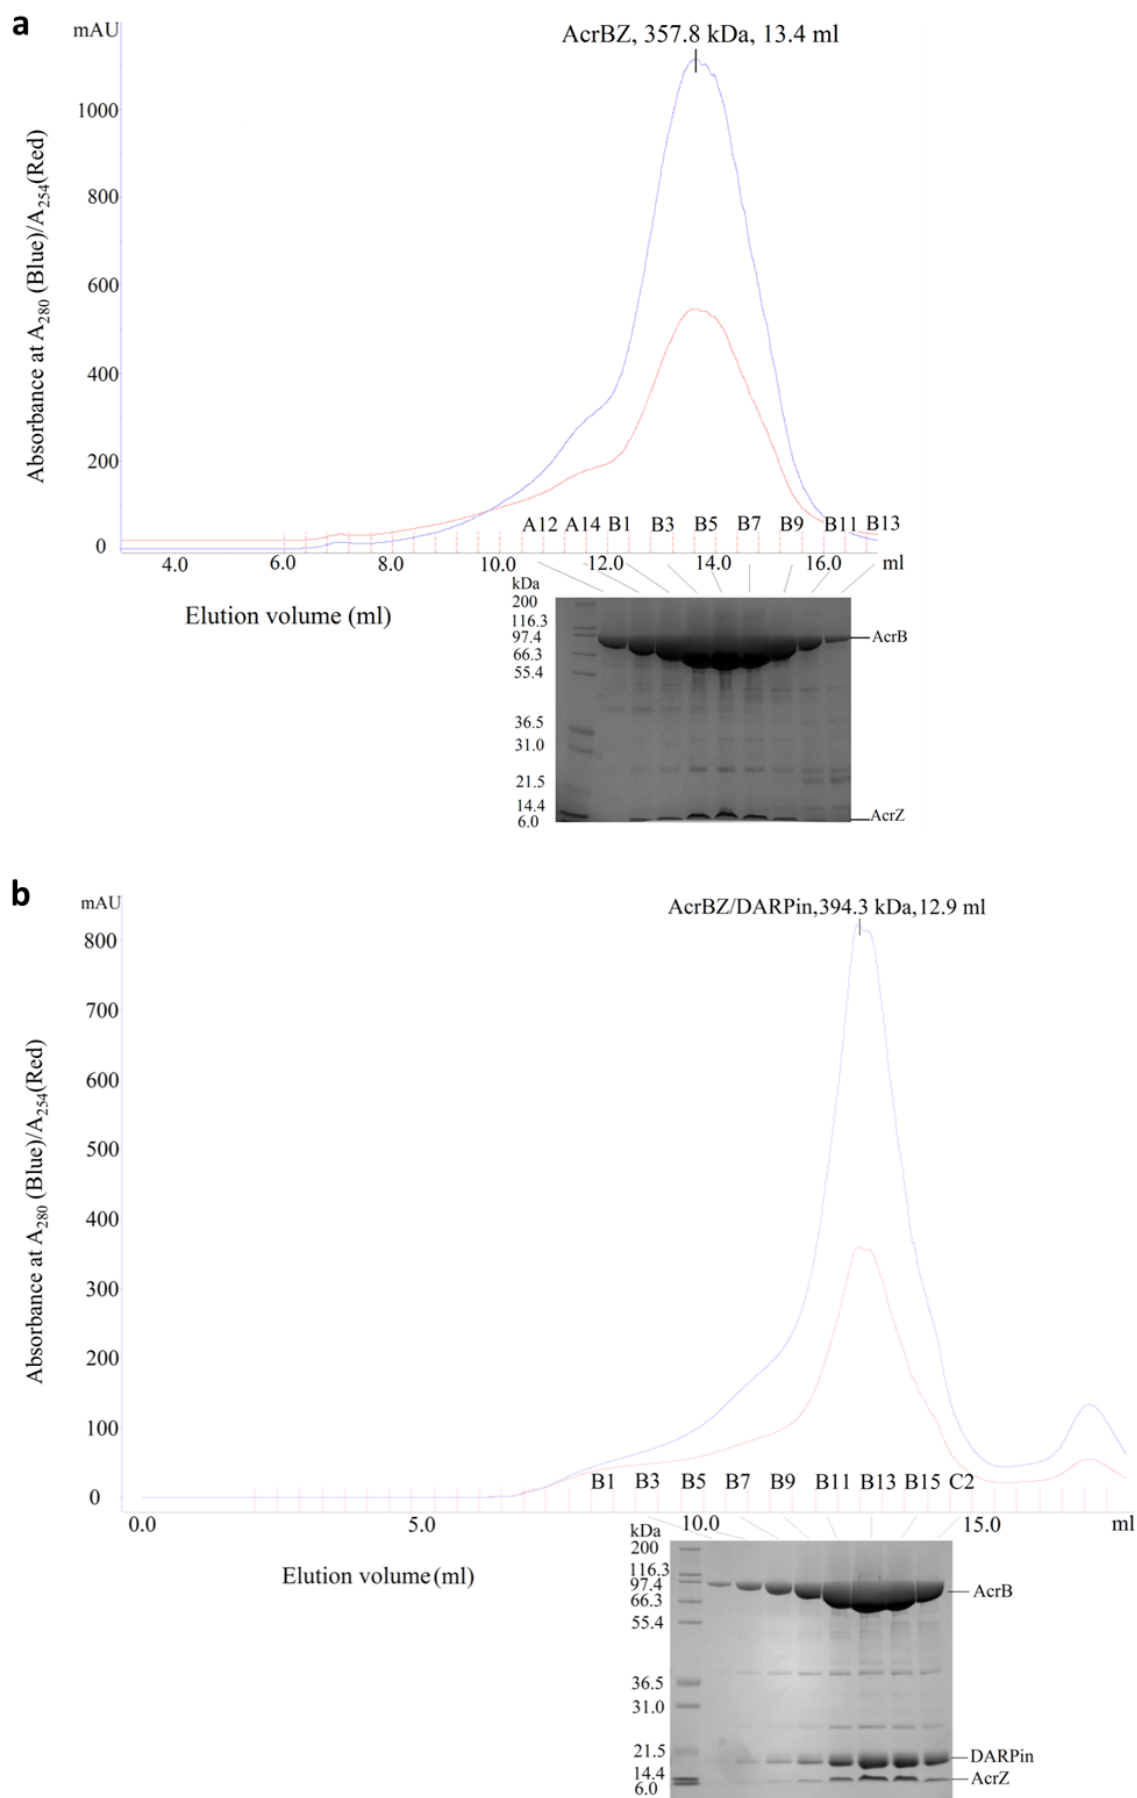 a
mAU
AcrBZ, 357.8 kDa, 13.4 ml
1000
800
600
400
200
0
Absorbance at A280 (Blue)/A254(Red)
A12 A14 B1 B3 B5 B7 B9 B11 B13
4.0 6.0 8.0 10.0 12.0 14.0 16.0 ml
Elution volume (ml)
kDa
200
116.3
97.4
66.3
55.4
36.5
31.0
21.5
14.4
6.0
AcrB
AcrZ
b
mAU
AcrBZ/DARPin,394.3 kDa,12.9 ml
800
700
600
500
400
300
200
100
0
Absorbance at A280 (Blue)/A254(Red)
B1 B3 B5 B7 B9 B11 B13 B15 C2
0.0 5.0 10.0 15.0 ml
Elution volume (ml)
kDa
200
116.3
97.4
66.3
55.4
36.5
31.0
21.5
14.4
6.0
AcrB
DARPin
AcrZ